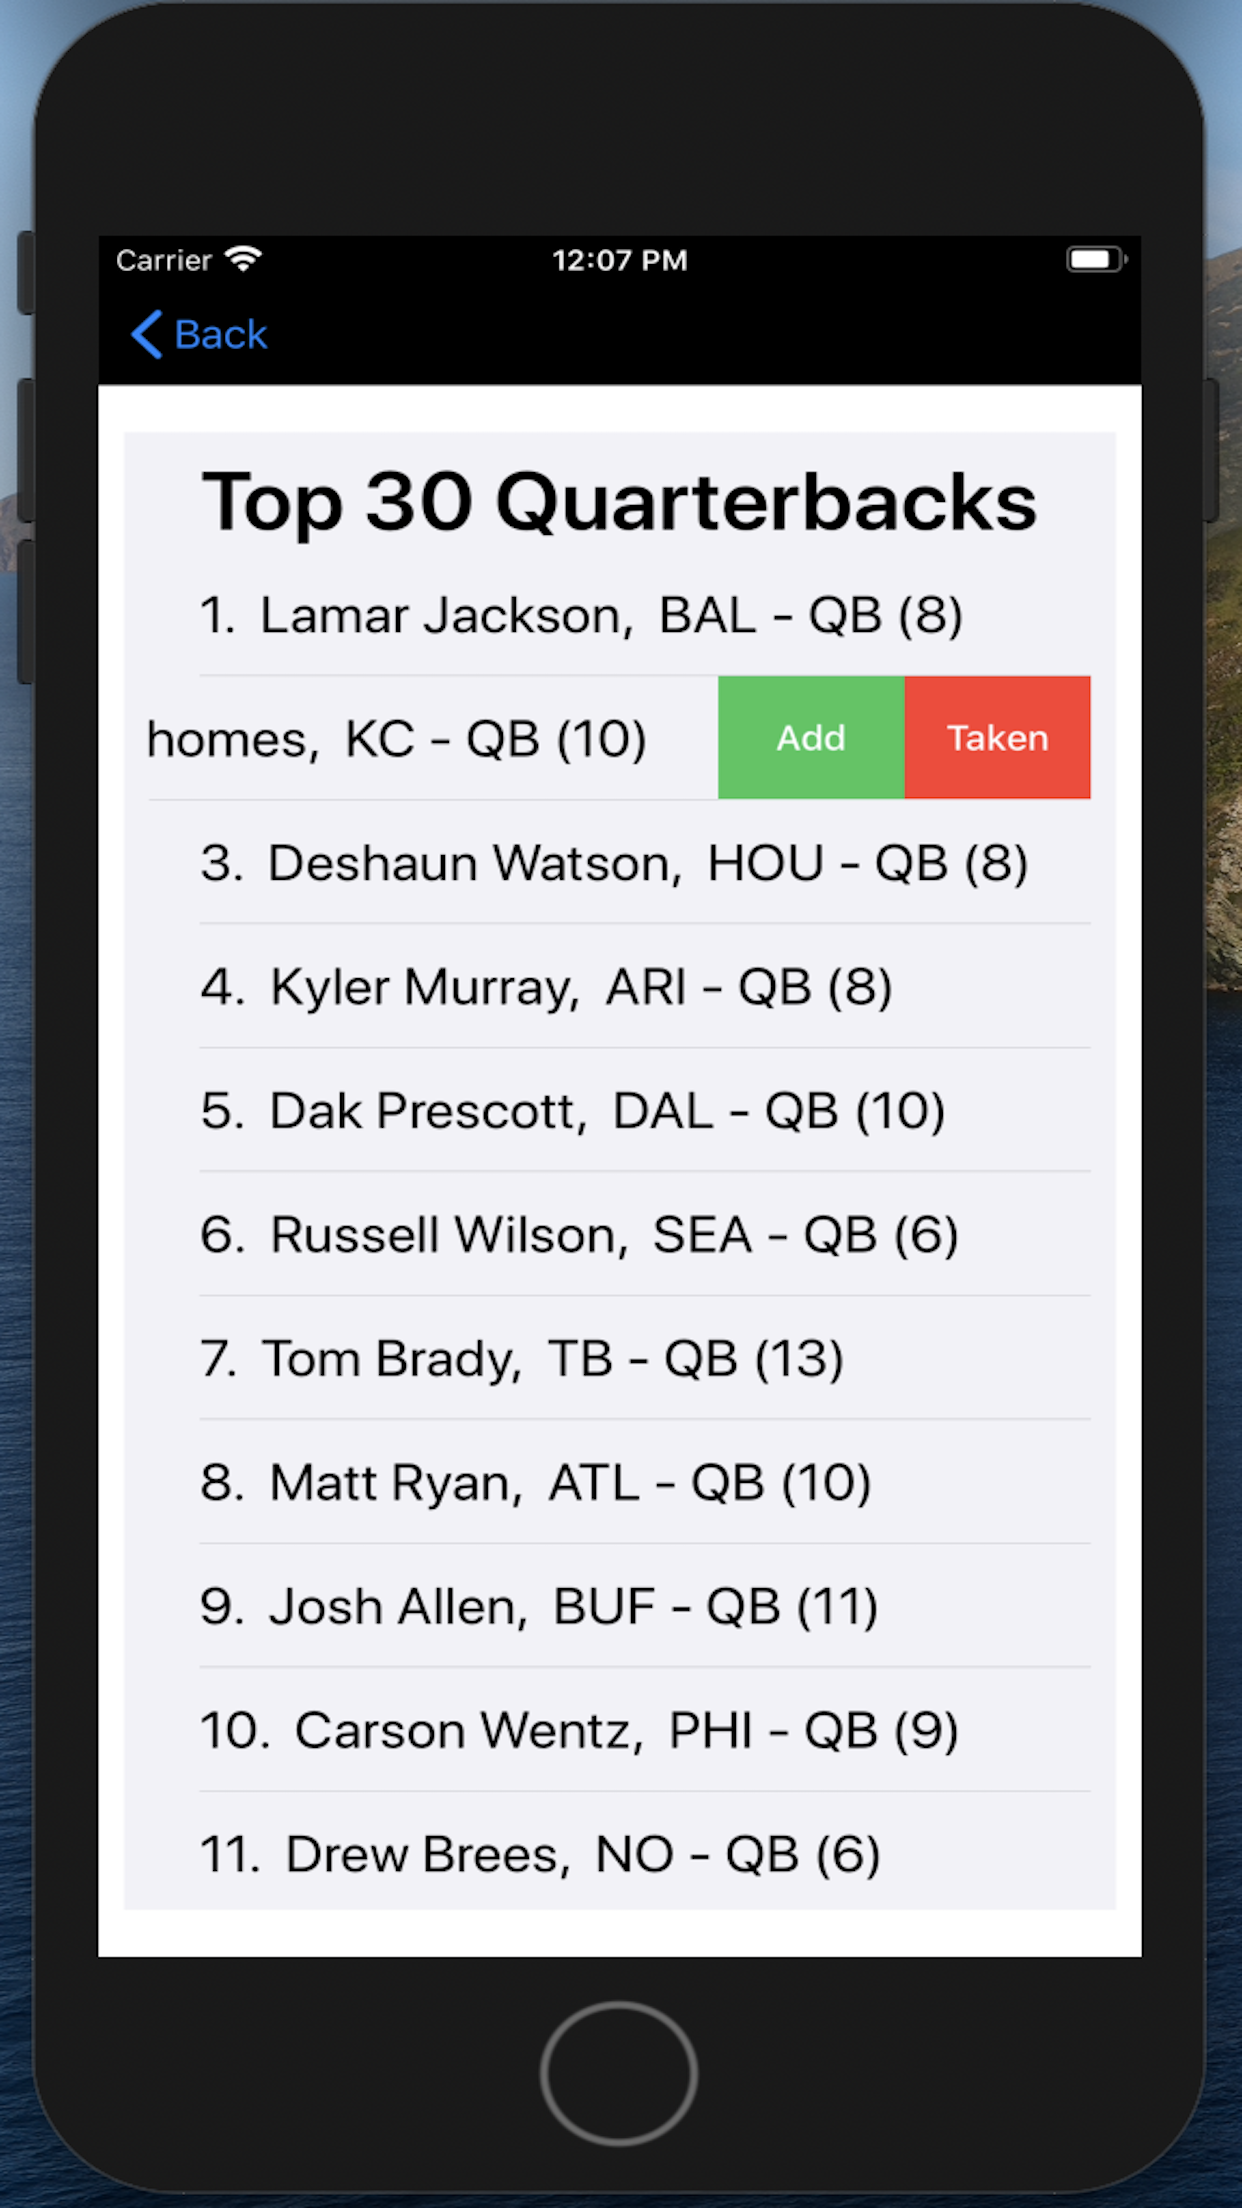 Carrier 12:07 PM
Back
Top 30 Quarterbacks
1. Lamar Jackson, BAL - QB (8)
homes, KC - QB (10) Add Taken
3. Deshaun Watson, HOU - QB (8)
4. Kyler Murray, ARI - QB (8)
5. Dak Prescott, DAL - QB (10)
6. Russell Wilson, SEA - QB (6)
7. Tom Brady, TB - QB (13)
8. Matt Ryan, ATL - QB (10)
9. Josh Allen, BUF - QB (11)
10. Carson Wentz, PHI - QB (9)
11. Drew Brees, NO - QB (6)